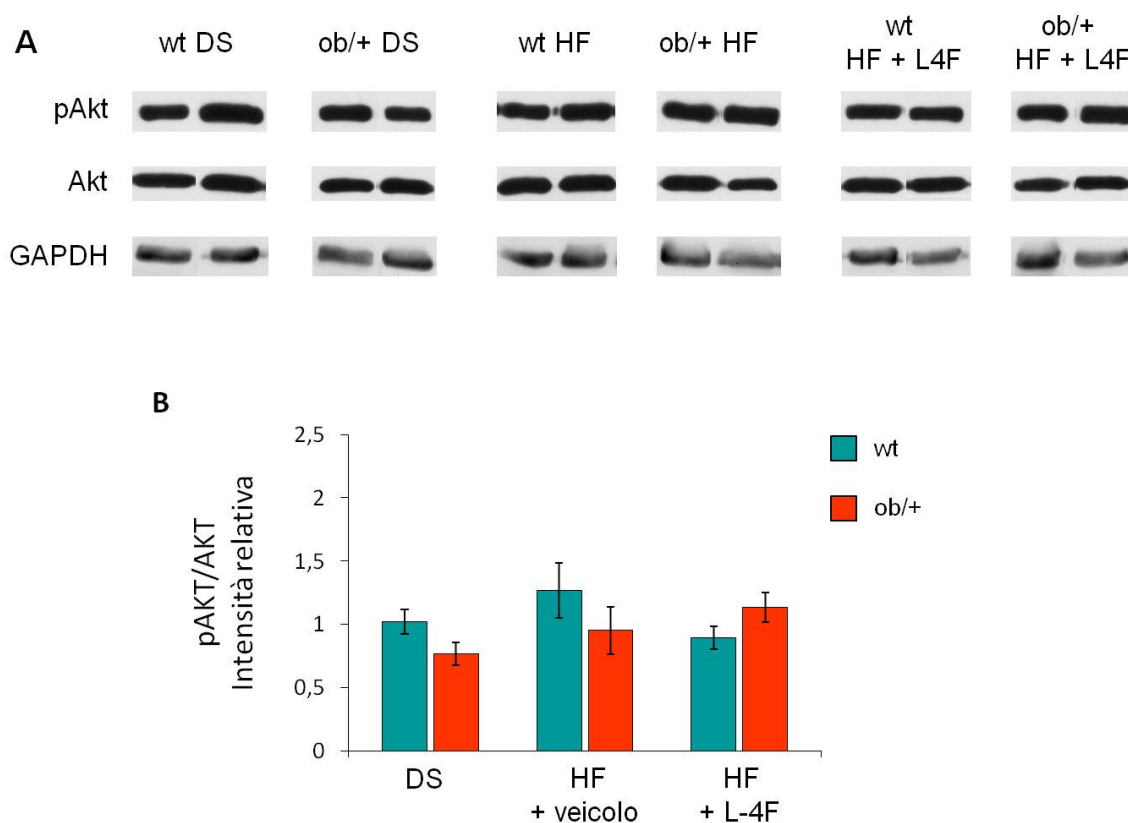 A
wt DS
ob/+ DS
wt HF
ob/+ HF
wt
HF + L4F
ob/+
HF + L4F
pAkt
Akt
GAPDH
B
pAKT/AKT
Intensità relativa
2,5
2
1,5
1
0,5
0
DS
HF
+ veicolo
HF
+ L-4F
wt
ob/+